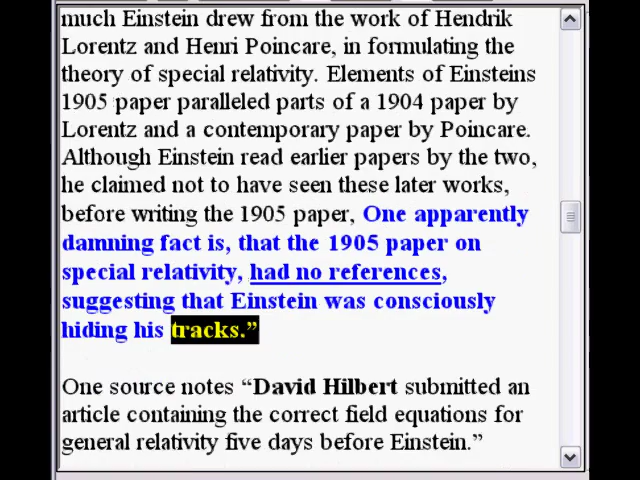 much Einstein drew from the work of Hendrik
Lorentz and Henri Poincare, in formulating the
theory of special relativity. Elements of Einsteins
1905 paper paralleled parts of a 1904 paper by
Lorentz and a contemporary paper by Poincare.
Although Einstein read earlier papers by the two,
he claimed not to have seen these later works,
before writing the 1905 paper, One apparently
damning fact is, that the 1905 paper on
special relativity, had no references,
suggesting that Einstein was consciously
hiding his tracks.”
One source notes “David Hilbert submitted an
article containing the correct field equations for
general relativity five days before Einstein.”